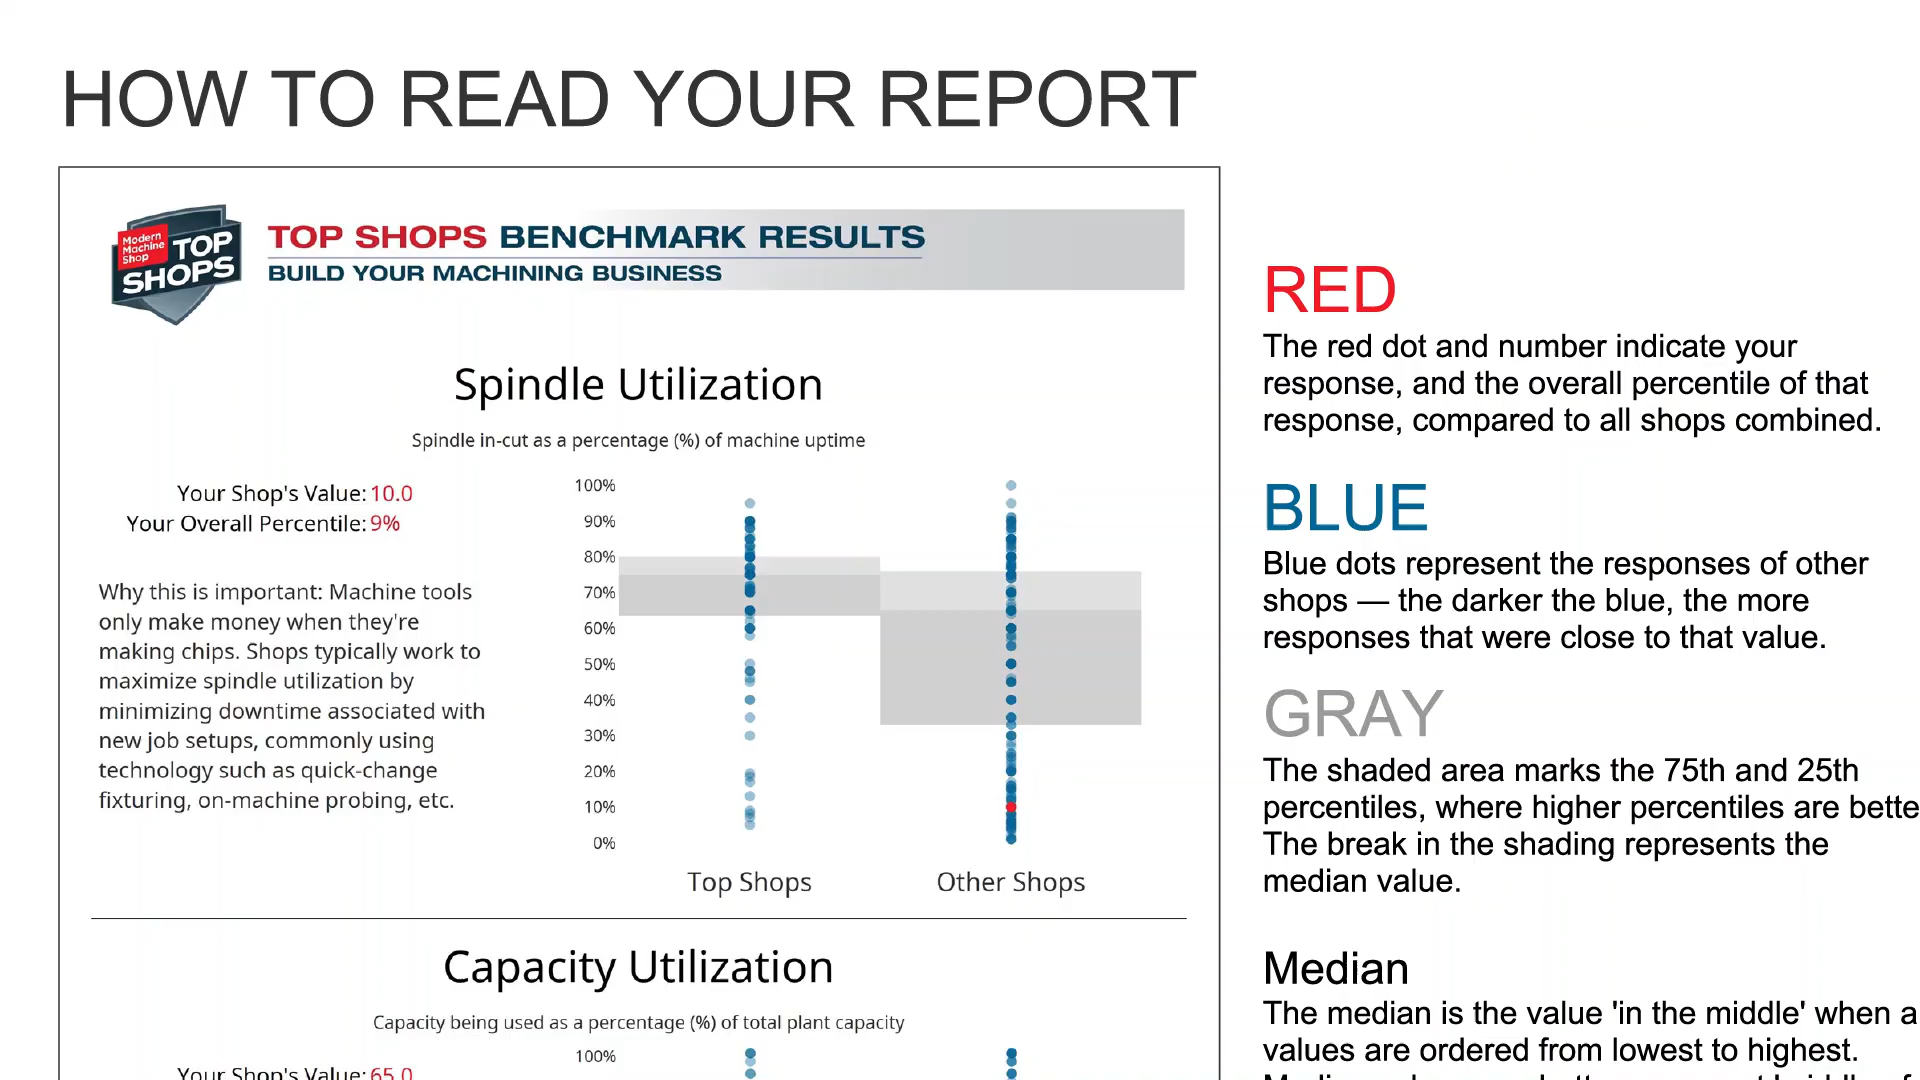 HOW TO READ YOUR REPORT
Modern
Machine
Shop
TOP
SHOPS
TOP SHOPS BENCHMARK RESULTS
BUILD YOUR MACHINING BUSINESS
Spindle Utilization
Spindle in-cut as a percentage (%) of machine uptime
Your Shop's Value: 10.0
Your Overall Percentile: 9%
Why this is important: Machine tools
only make money when they're
making chips. Shops typically work to
maximize spindle utilization by
minimizing downtime associated with
new job setups, commonly using
technology such as quick-change
fixturing, on-machine probing, etc.
100%
90%
80%
70%
60%
50%
40%
30%
20%
10%
0%
Top Shops
Other Shops
Capacity Utilization
Capacity being used as a percentage (%) of total plant capacity
Your Shop's Value: 65.0
100%
RED
The red dot and number indicate your
response, and the overall percentile of that
response, compared to all shops combined.
BLUE
Blue dots represent the responses of other
shops — the darker the blue, the more
responses that were close to that value.
GRAY
The shaded area marks the 75th and 25th
percentiles, where higher percentiles are bette
The break in the shading represents the
median value.
Median
The median is the value 'in the middle' when a
values are ordered from lowest to highest.